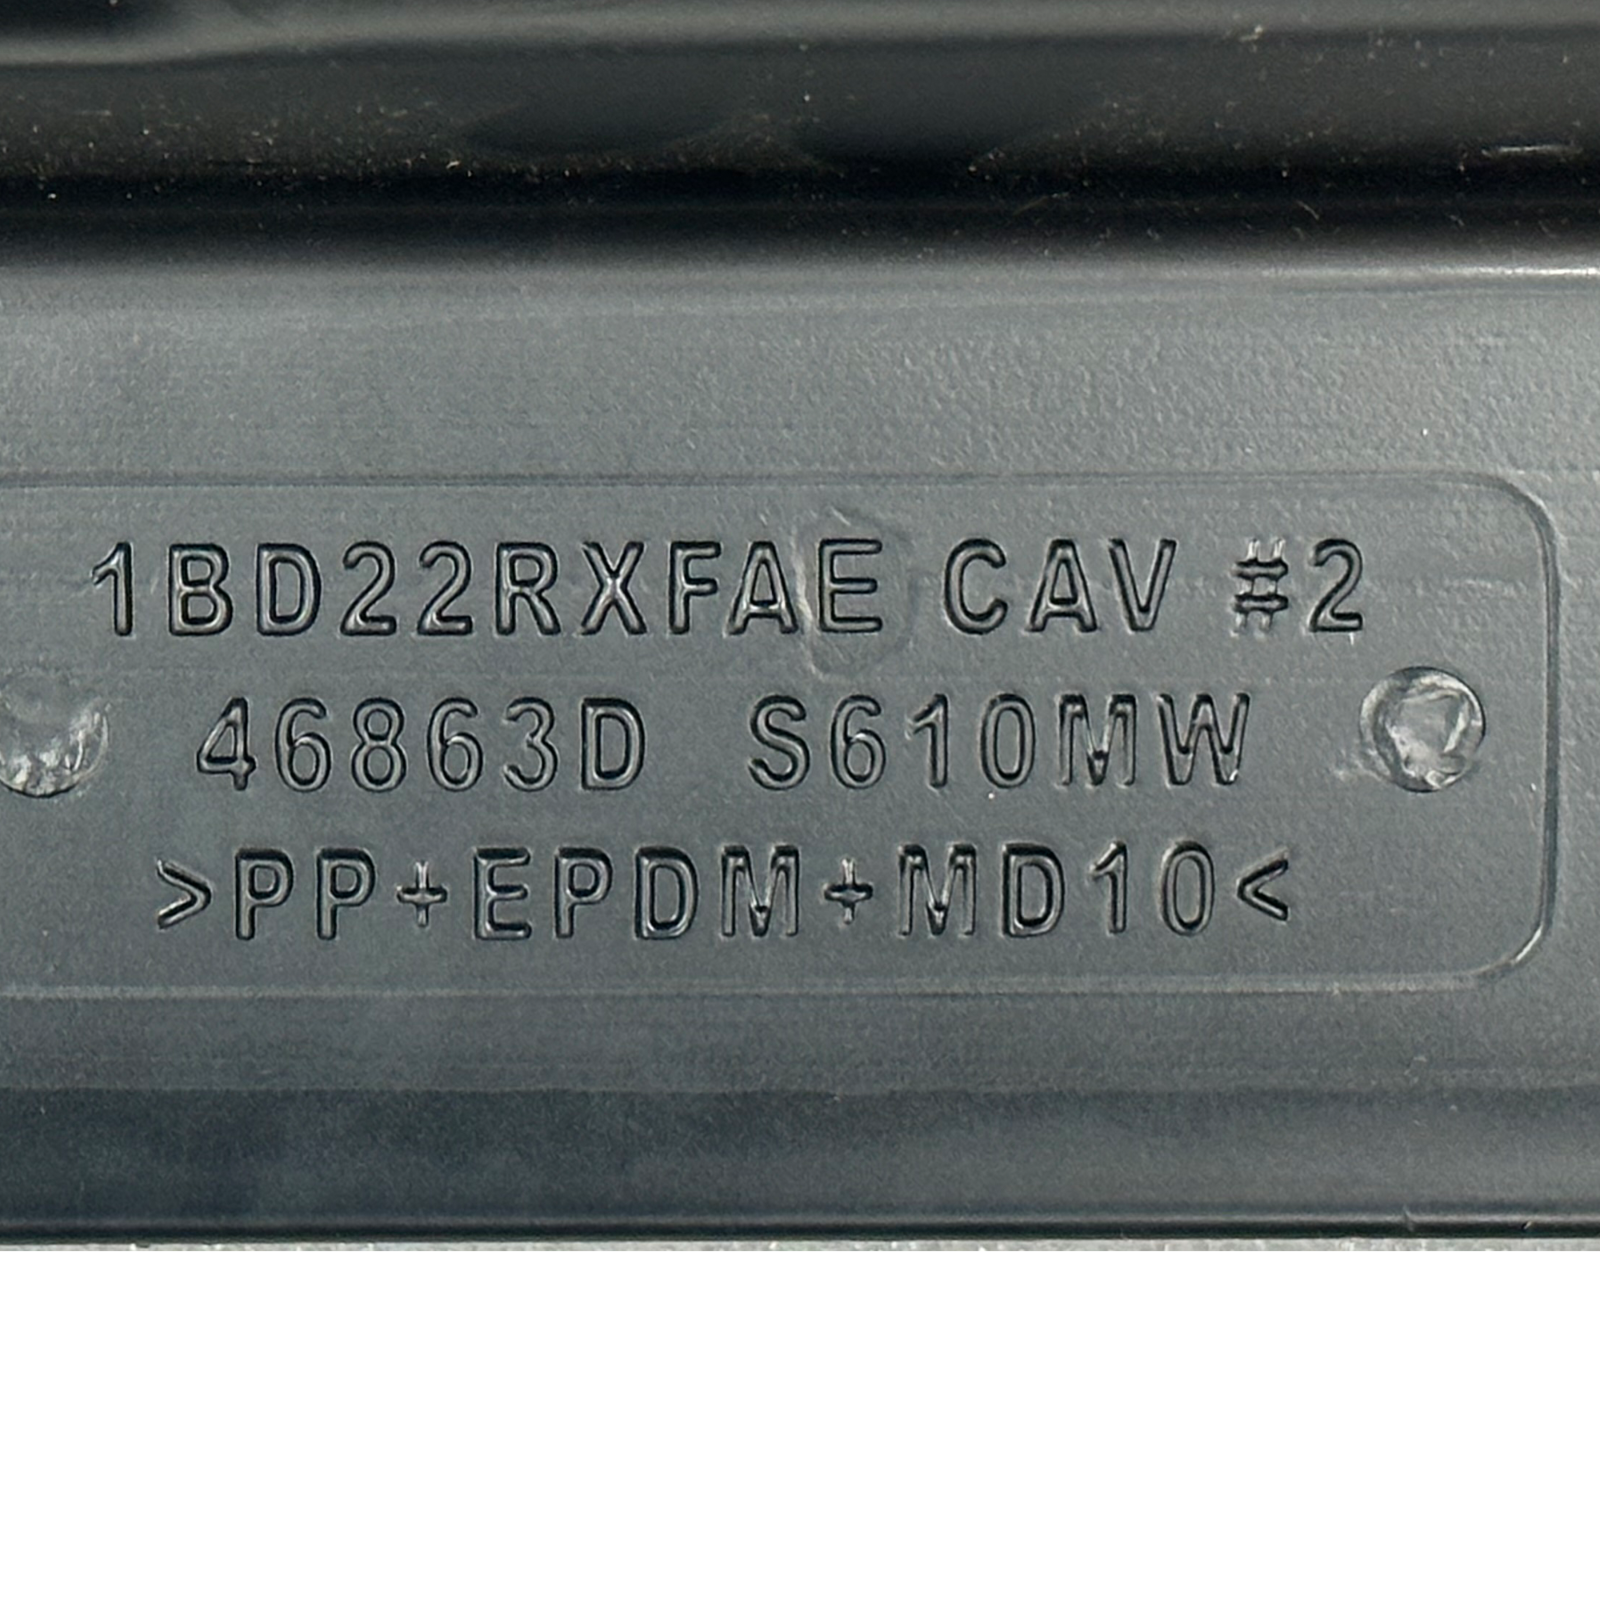 1BD22RXFAE CAV #2
46863D S610MW
>PP+EPDM+MD10<